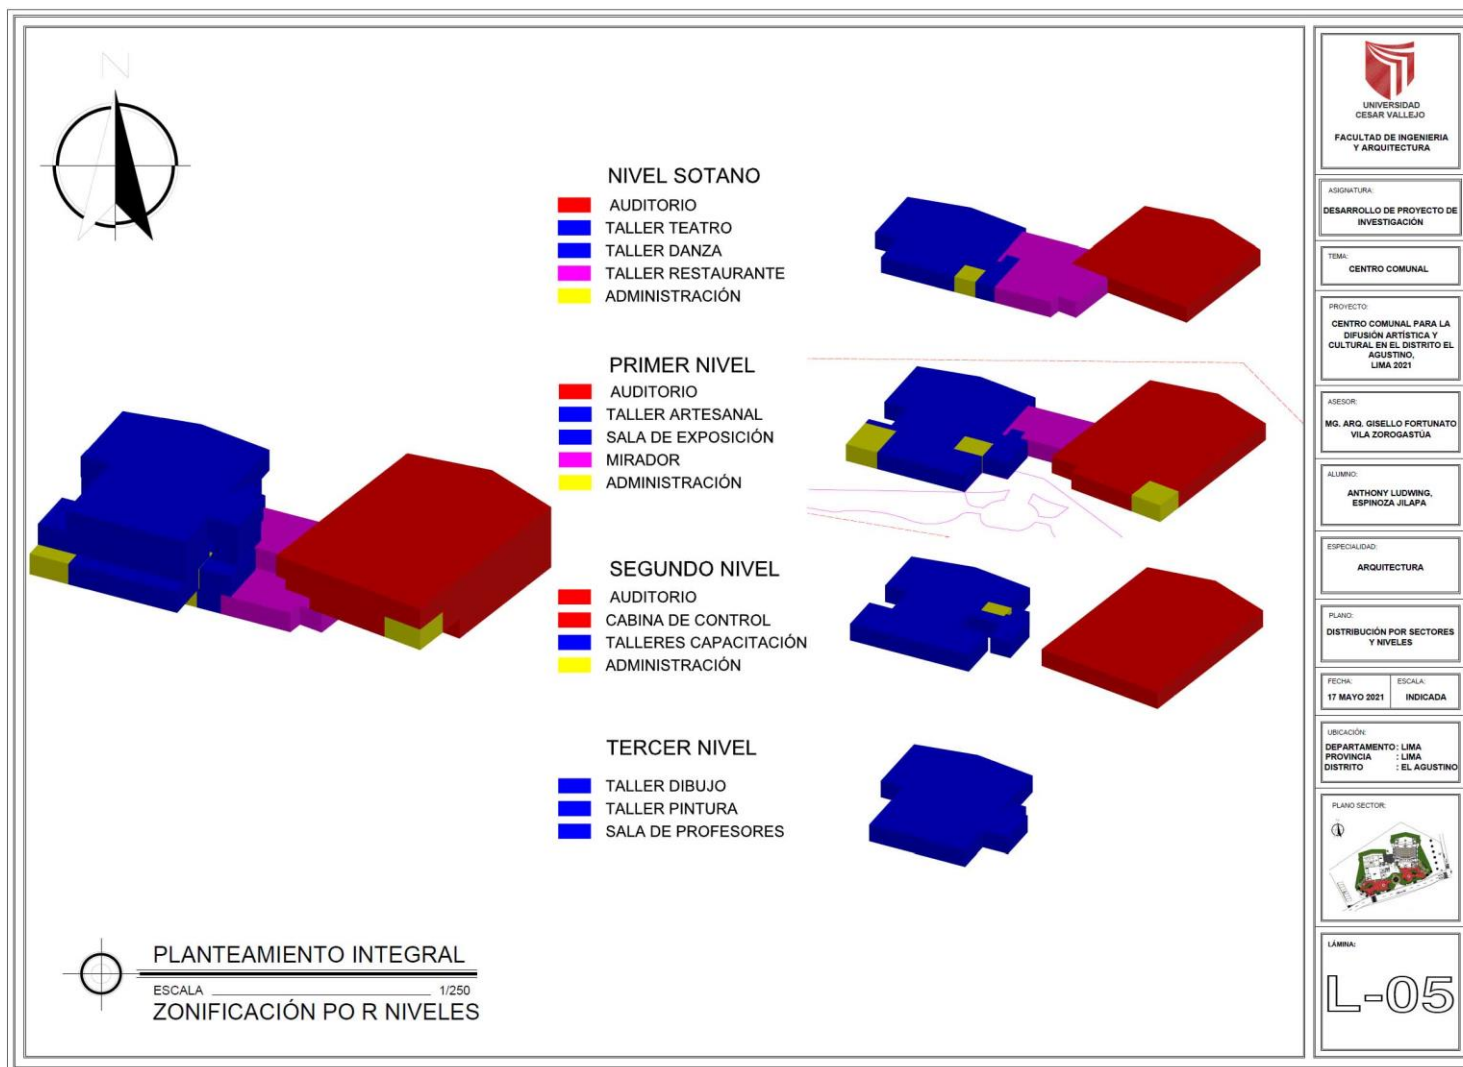 N
NIVEL SOTANO
AUDITORIO
TALLER TEATRO
TALLER DANZA
TALLER RESTAURANTE
ADMINISTRACIÓN
PRIMER NIVEL
AUDITORIO
TALLER ARTESANAL
SALA DE EXPOSICIÓN
MIRADOR
ADMINISTRACIÓN
SEGUNDO NIVEL
AUDITORIO
CABINA DE CONTROL
TALLERES CAPACITACIÓN
ADMINISTRACIÓN
TERCER NIVEL
TALLER DIBUJO
TALLER PINTURA
SALA DE PROFESORES
PLANTEAMIENTO INTEGRAL
ESCALA 1/250
ZONIFICACIÓN PO R NIVELES
UNIVERSIDAD
CESAR VALLEJO
FACULTAD DE INGENIERIA
Y ARQUITECTURA
ASIGNATURA:
DESARROLLO DE PROYECTO DE
INVESTIGACIÓN
TEMA:
CENTRO COMUNAL
PROYECTO:
CENTRO COMUNAL PARA LA
DIFUSIÓN ARTÍSTICA Y
CULTURAL EN EL DISTRITO EL
AGUSTINO,
LIMA 2021
ASESOR:
MG. ARQ. GISELLO FORTUNATO
VILA ZOROGASTÚA
ALUMNO:
ANTHONY LUDWING,
ESPINOZA JILAPA
ESPECIALIDAD:
ARQUITECTURA
PLANO:
DISTRIBUCIÓN POR SECTORES
Y NIVELES
FECHA: ESCALA:
17 MAYO 2021 INDICADA
UBICACIÓN:
DEPARTAMENTO: LIMA
PROVINCIA : LIMA
DISTRITO : EL AGUSTINO
PLANO SECTOR:
LÁMINA:
L-05